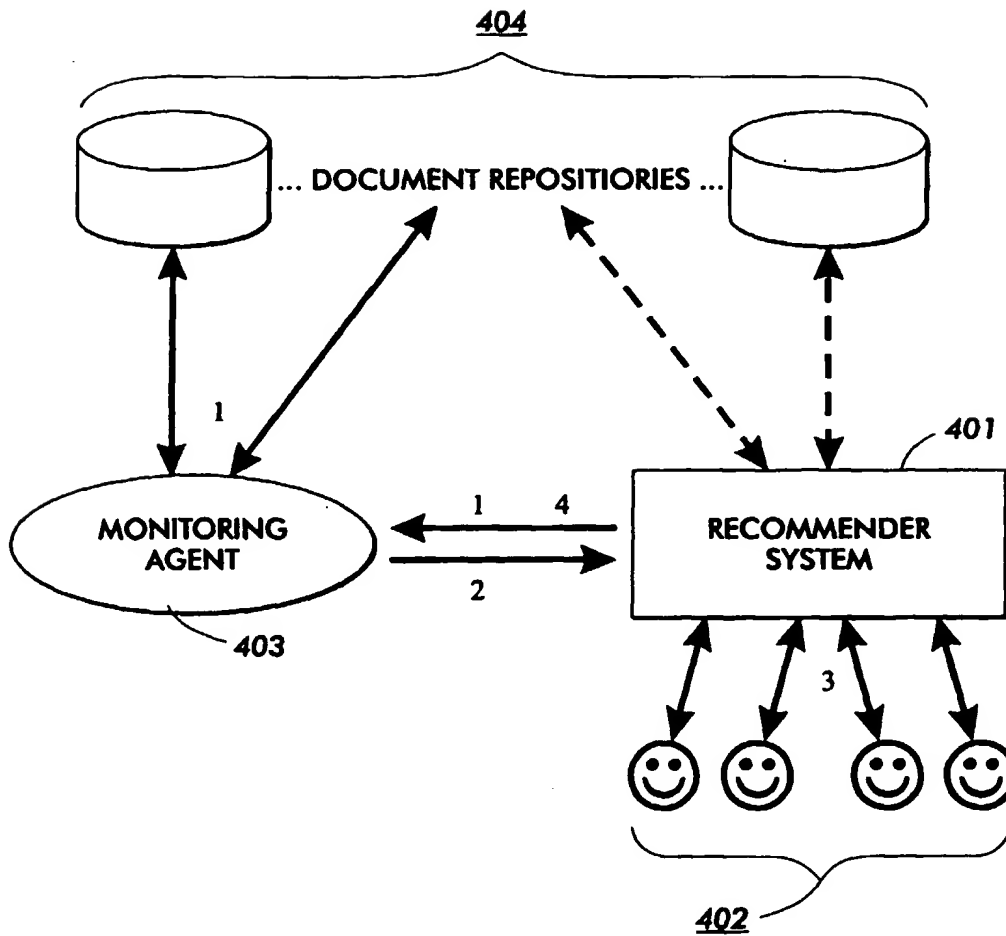 404
... DOCUMENT REPOSITIORIES ...
1
401
MONITORING
AGENT
1 4
2
RECOMMENDER
SYSTEM
403
3
402